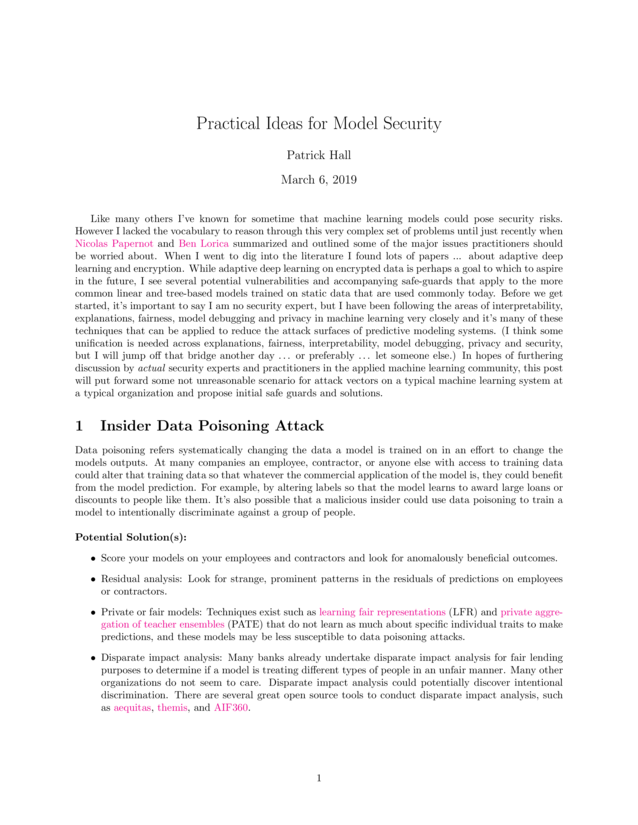 Practical Ideas for Model Security
Patrick Hall
March 6, 2019
Like many others I've known for sometime that machine learning models could pose security risks.
However I lacked the vocabulary to reason through this very complex set of problems until just recently when
Nicolas Papernot and Ben Lorica summarized and outlined some of the major issues practitioners should
be worried about. When I went to dig into the literature I found lots of papers ... about adaptive deep
learning and encryption. While adaptive deep learning on encrypted data is perhaps a goal to which to aspire
in the future, I see several potential vulnerabilities and accompanying safe-guards that apply to the more
common linear and tree-based models trained on static data that are used commonly today. Before we get
started, it's important to say I am no security expert, but I have been following the areas of interpretability,
explanations, fairness, model debugging and privacy in machine learning very closely and it's many of these
techniques that can be applied to reduce the attack surfaces of predictive modeling systems. (I think some
unification is needed across explanations, fairness, interpretability, model debugging, privacy and security,
but I will jump off that bridge another day ... or preferably ... let someone else.) In hopes of furthering
discussion by actual security experts and practitioners in the applied machine learning community, this post
will put forward some not unreasonable scenario for attack vectors on a typical machine learning system at
a typical organization and propose initial safe guards and solutions.
1 Insider Data Poisoning Attack
Data poisoning refers systematically changing the data a model is trained on in an effort to change the
models outputs. At many companies an employee, contractor, or anyone else with access to training data
could alter that training data so that whatever the commercial application of the model is, they could benefit
from the model prediction. For example, by altering labels so that the model learns to award large loans or
discounts to people like them. It's also possible that a malicious insider could use data poisoning to train a
model to intentionally discriminate against a group of people.
Potential Solution(s):
• Score your models on your employees and contractors and look for anomalously beneficial outcomes.
• Residual analysis: Look for strange, prominent patterns in the residuals of predictions on employees
or contractors.
• Private or fair models: Techniques exist such as learning fair representations (LFR) and private aggre-
gation of teacher ensembles (PATE) that do not learn as much about specific individual traits to make
predictions, and these models may be less susceptible to data poisoning attacks.
• Disparate impact analysis: Many banks already undertake disparate impact analysis for fair lending
purposes to determine if a model is treating different types of people in an unfair manner. Many other
organizations do not seem to care. Disparate impact analysis could potentially discover intentional
discrimination. There are several great open source tools to conduct disparate impact analysis, such
as aequitas, themis, and AIF360.
1